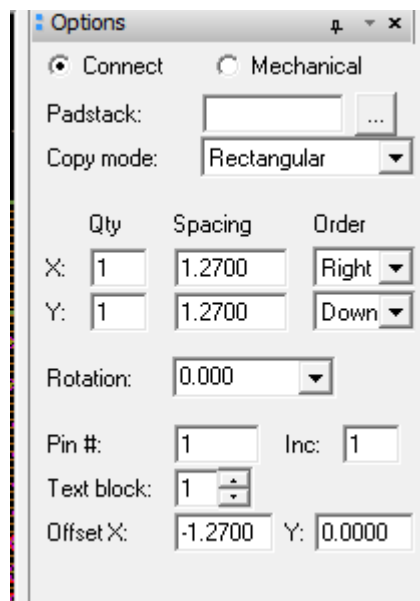 Options
Connect Mechanical
Padstack: ...
Copy mode: Rectangular
Qty Spacing Order
X: 1 1.2700 Right
Y: 1 1.2700 Down
Rotation: 0.000
Pin #: 1 Inc: 1
Text block: 1
Offset X: -1.2700 Y: 0.0000